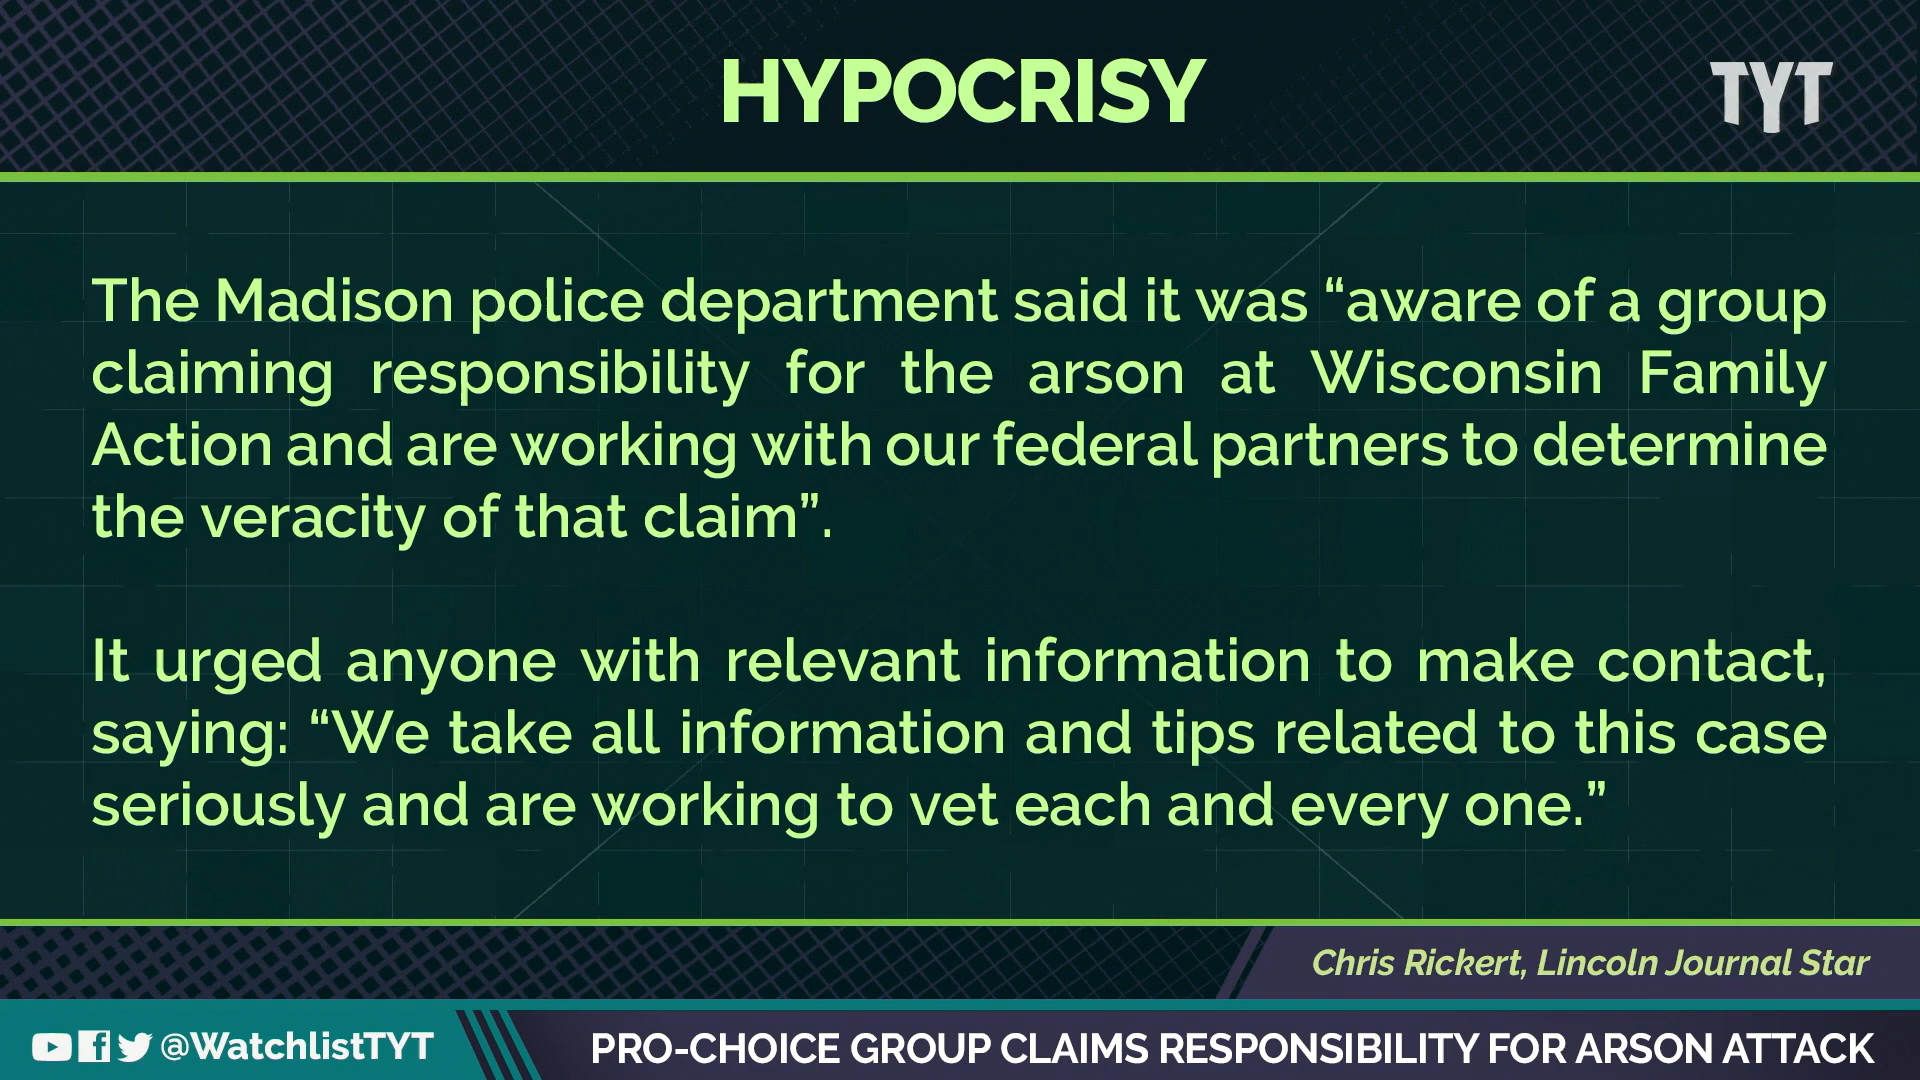 HYPOCRISY
TYT
The Madison police department said it was “aware of a group
claiming responsibility for the arson at Wisconsin Family
Action and are working with our federal partners to determine
the veracity of that claim”.
It urged anyone with relevant information to make contact,
saying: “We take all information and tips related to this case
seriously and are working to vet each and every one.”
Chris Rickert, Lincoln Journal Star
@WatchlistTYT
PRO-CHOICE GROUP CLAIMS RESPONSIBILITY FOR ARSON ATTACK